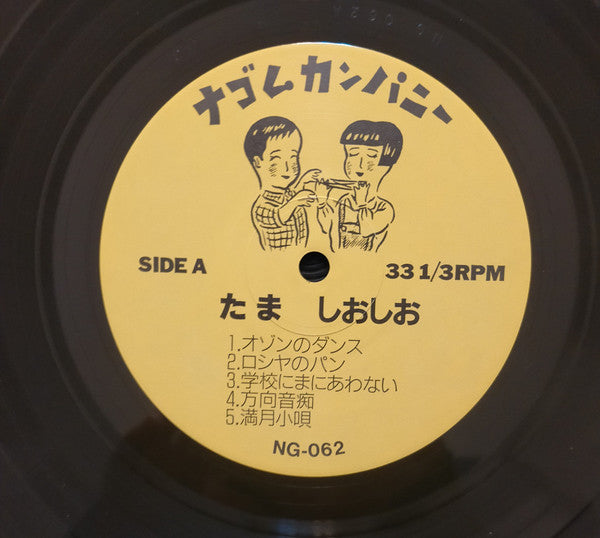 ナゴムカンパニー
SIDE A
33 1/3RPM
たま しおしお
1.オゾンのダンス
2.ロシヤのパン
3.学校にまにあわない
4.方向音痴
5.満月小唄
NG-062